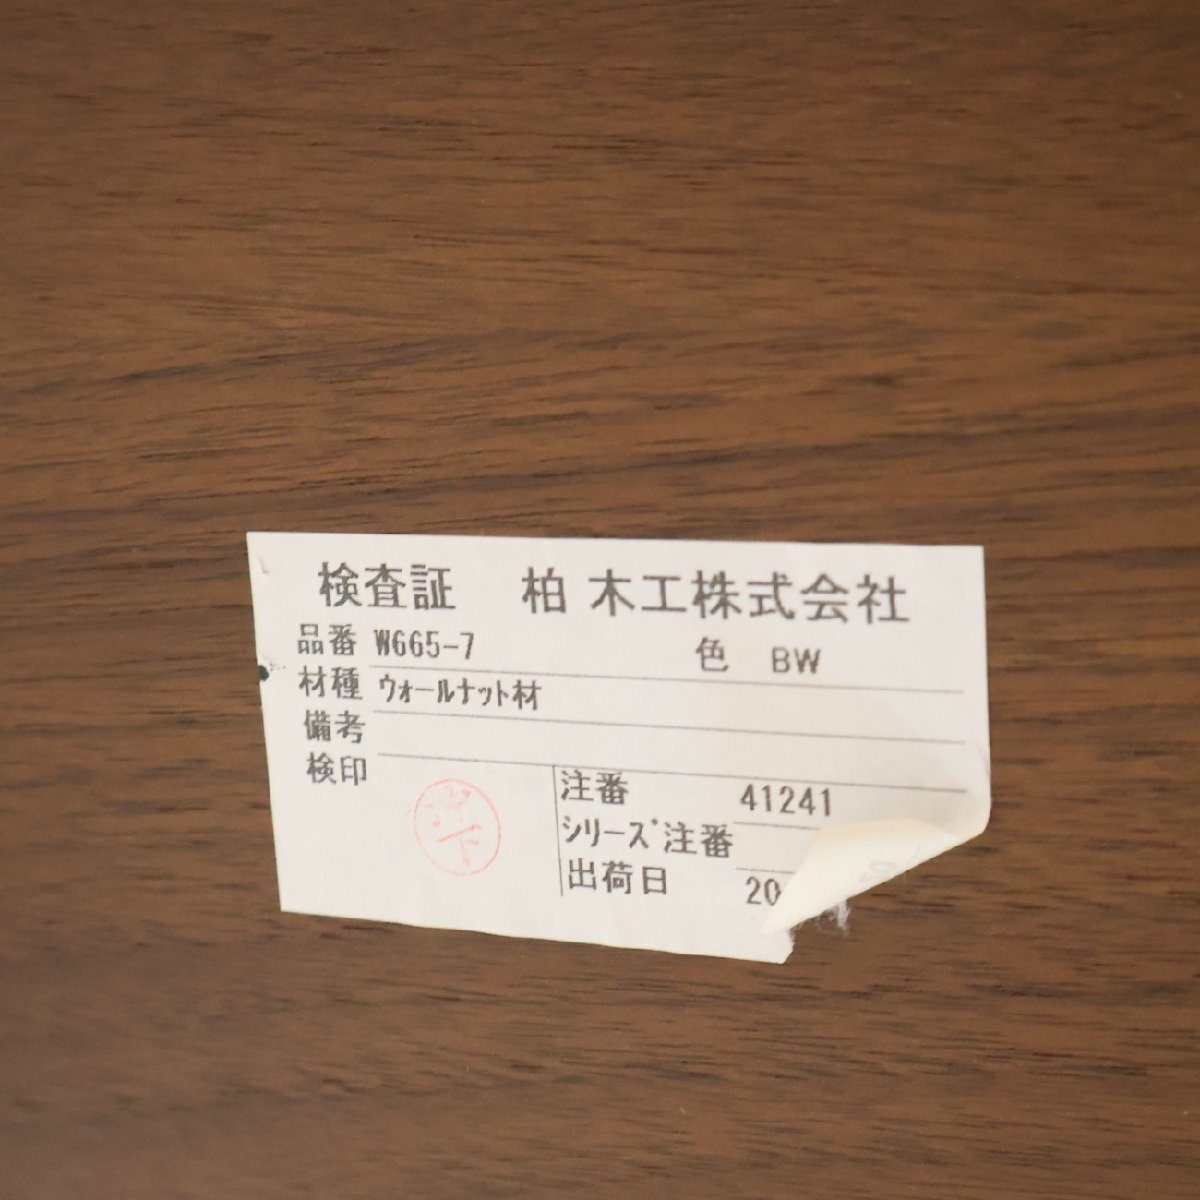 検査証 柏木工株式会社
品番 W665-7 色 BW
材種 ウォールナット材
備考
検印
注番 41241
シリーズ注番
出荷日 20